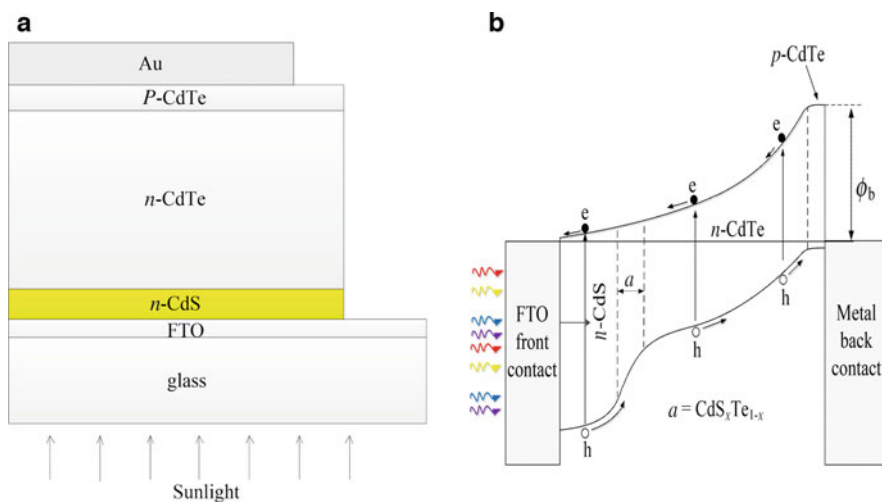 a
Au
P-CdTe
n-CdTe
n-CdS
FTO
glass
Sunlight
b
p-CdTe
e
e
e
ϕb
n-CdTe
a
n-CdS
h
h
h
FTO
front
contact
Metal
back
contact
a = CdSxTe1-x